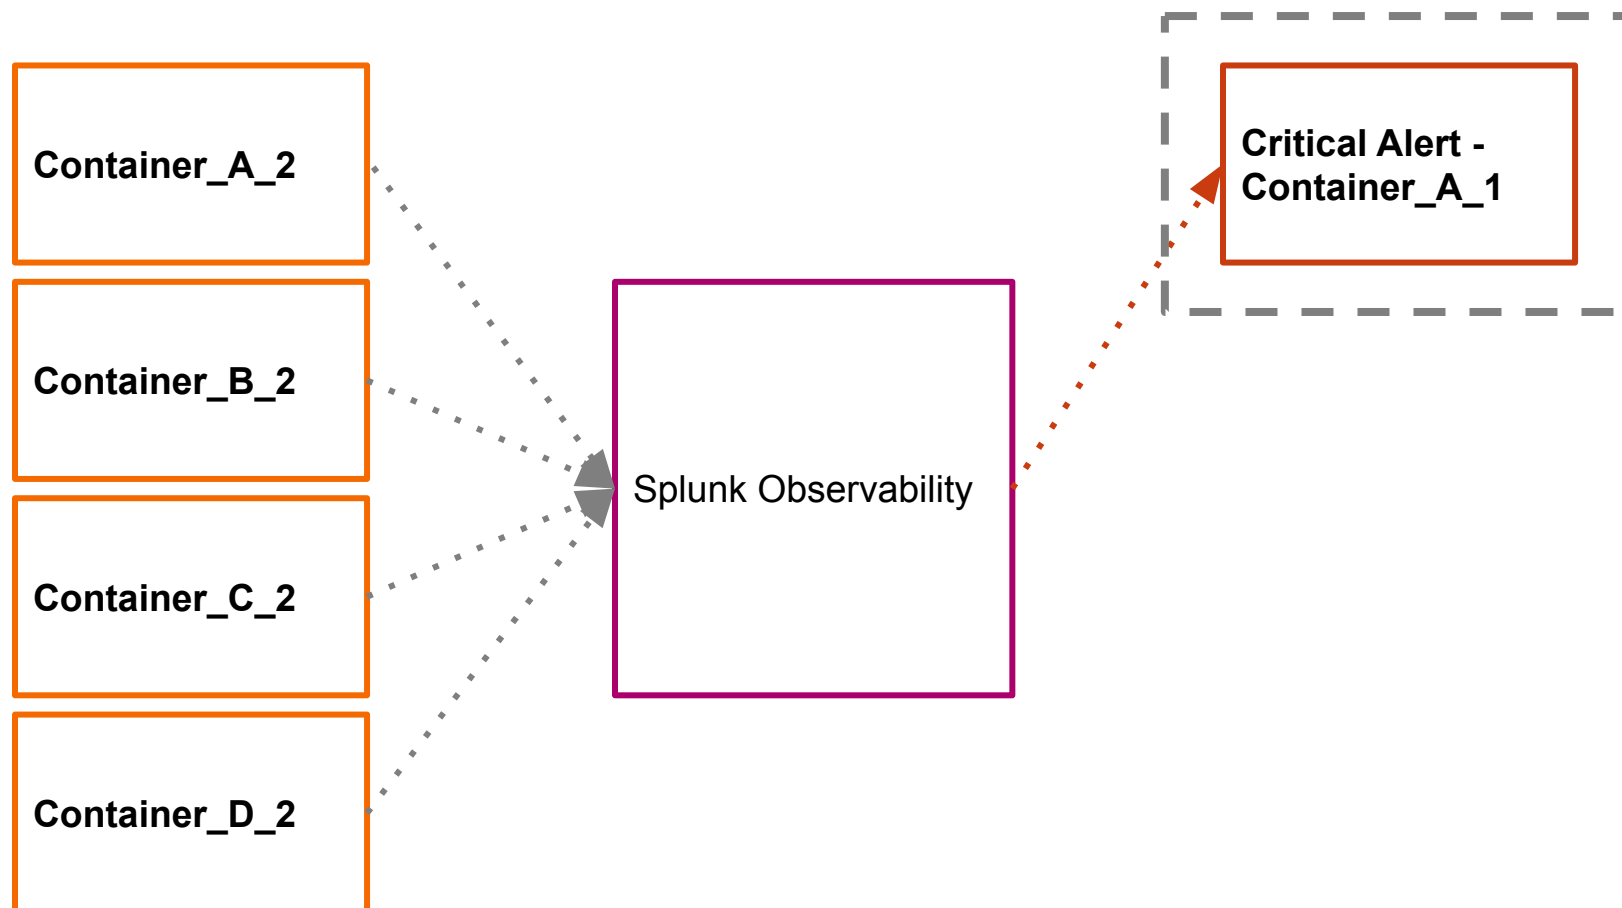 Container_A_2
Critical Alert -
Container_A_1
Container_B_2
Splunk Observability
Container_C_2
Container_D_2